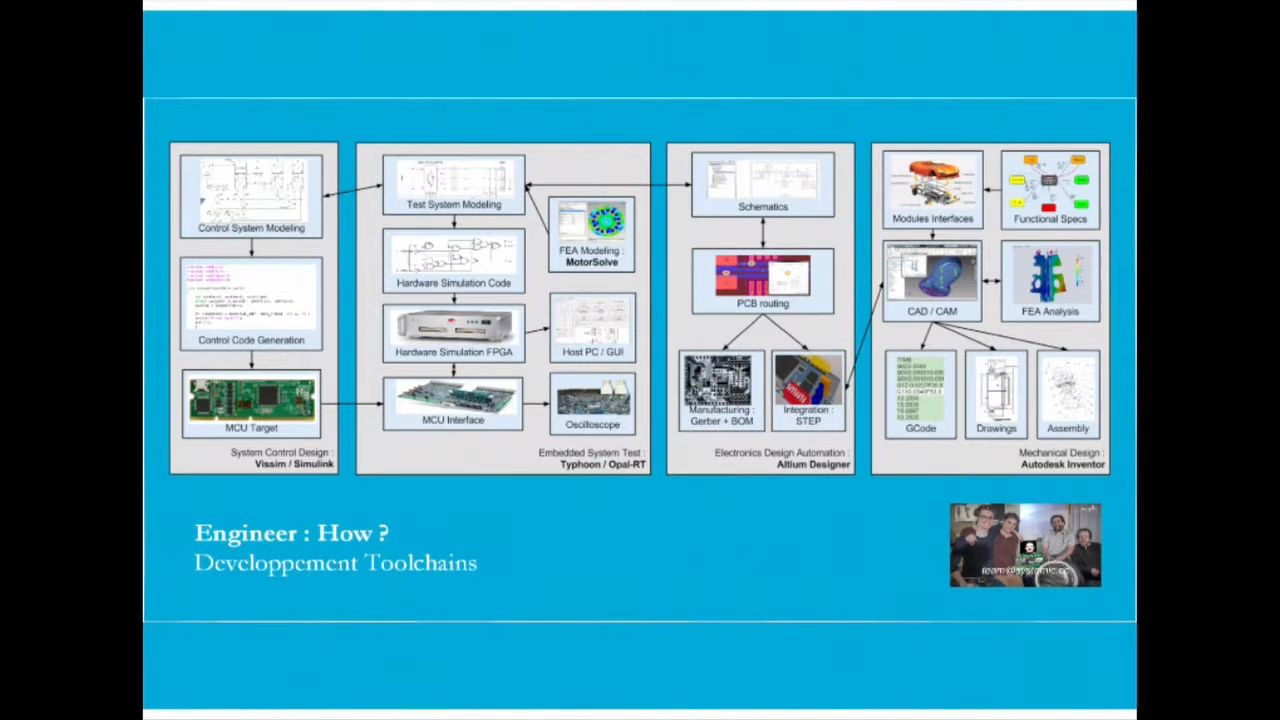 Control System Modeling
Control Code Generation
MCU Target
System Control Design :
Vissim / Simulink
Test System Modeling
Hardware Simulation Code
Hardware Simulation FPGA
MCU Interface
FEA Modeling :
MotorSolve
Host PC / GUI
Oscilloscope
Embedded System Test :
Typhoon / Opal-RT
Schematics
PCB routing
Manufacturing :
Gerber + BOM
Integration :
STEP
Electronics Design Automation :
Altium Designer
Modules Interfaces
Functional Specs
CAD / CAM
FEA Analysis
GCode
Drawings
Assembly
Mechanical Design :
Autodesk Inventor
Engineer : How ?
Developpement Toolchains